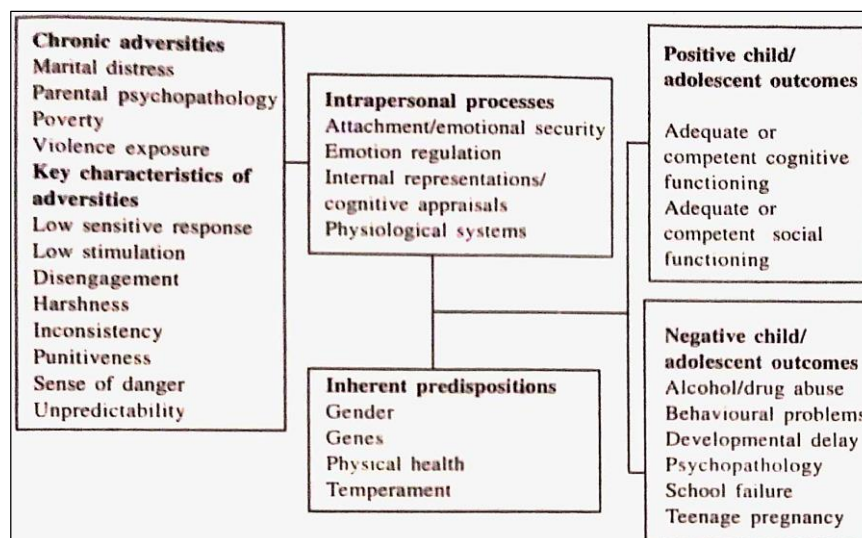 Chronic adversities
Marital distress
Parental psychopathology
Poverty
Violence exposure
Key characteristics of
adversities
Low sensitive response
Low stimulation
Disengagement
Harshness
Inconsistency
Punitiveness
Sense of danger
Unpredictability
Intrapersonal processes
Attachment/emotional security
Emotion regulation
Internal representations/
cognitive appraisals
Physiological systems
Inherent predispositions
Gender
Genes
Physical health
Temperament
Positive child/
adolescent outcomes
Adequate or
competent cognitive
functioning
Adequate or
competent social
functioning
Negative child/
adolescent outcomes
Alcohol/drug abuse
Behavioural problems
Developmental delay
Psychopathology
School failure
Teenage pregnancy